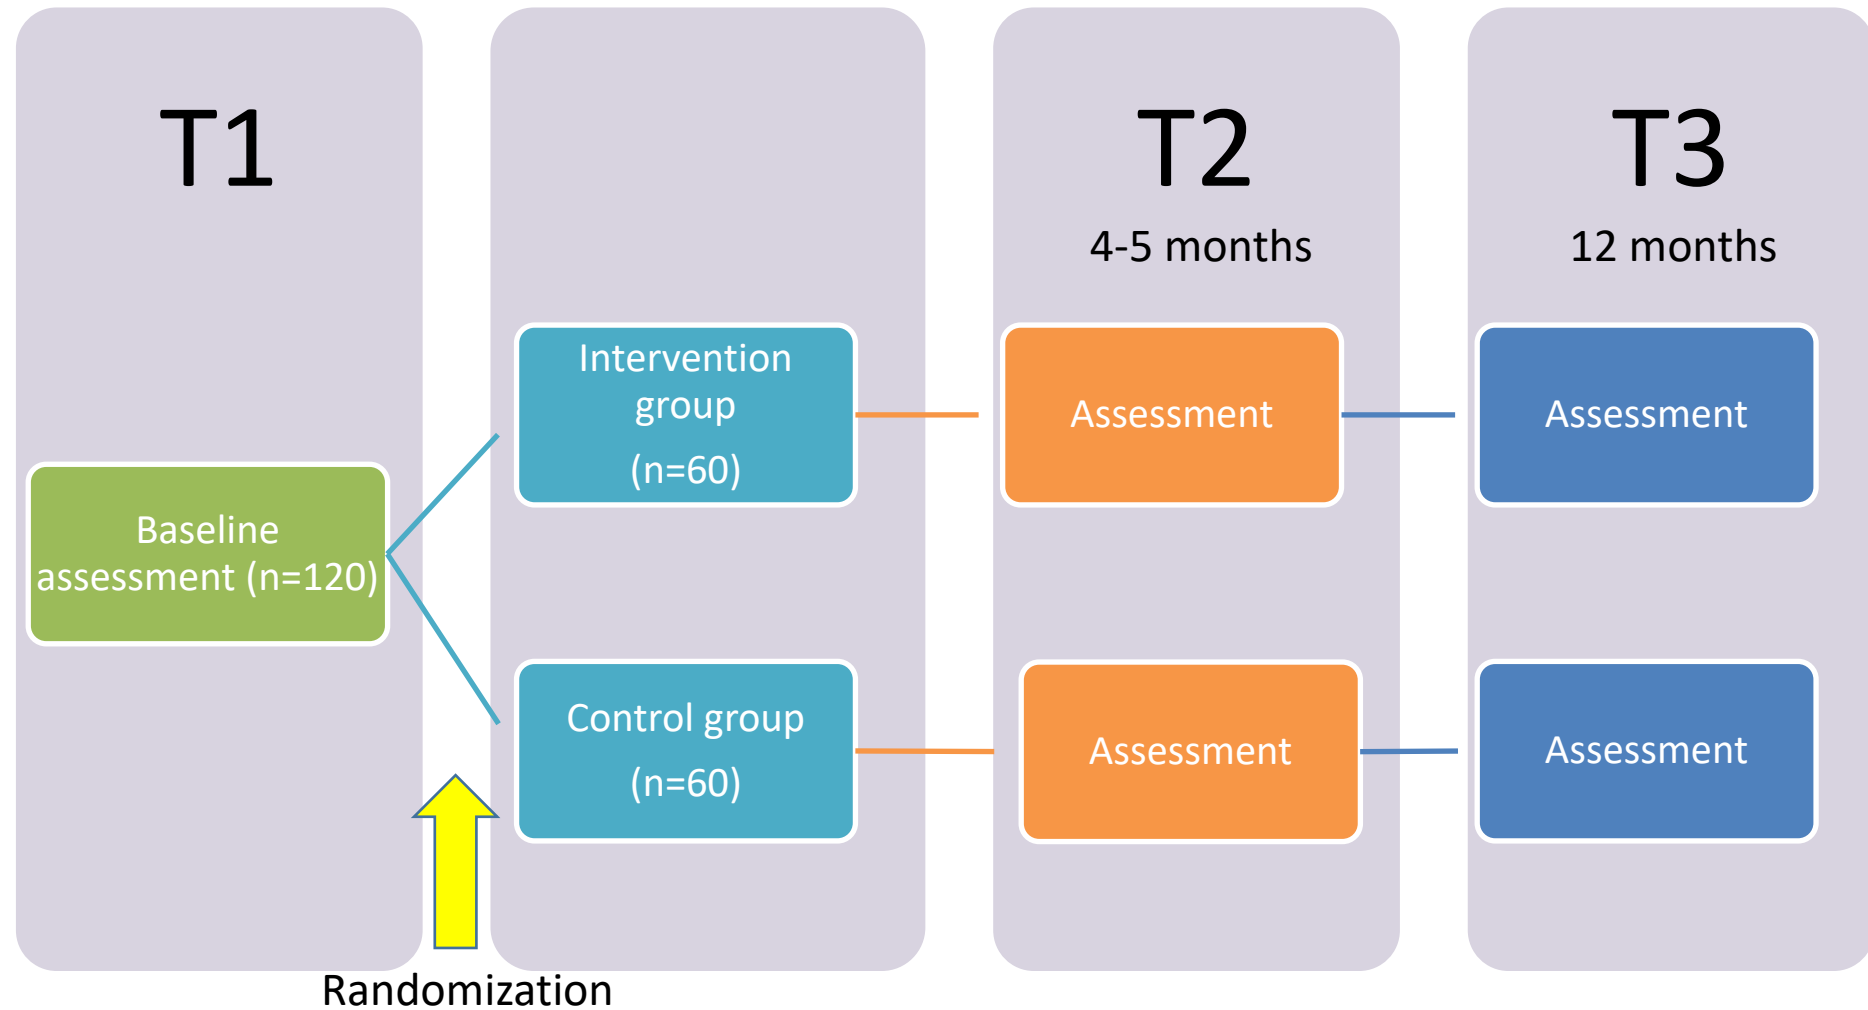 T1
T2
4-5 months
T3
12 months
Baseline
assessment (n=120)
Intervention
group
(n=60)
Assessment
Assessment
Control group
(n=60)
Assessment
Assessment
Randomization